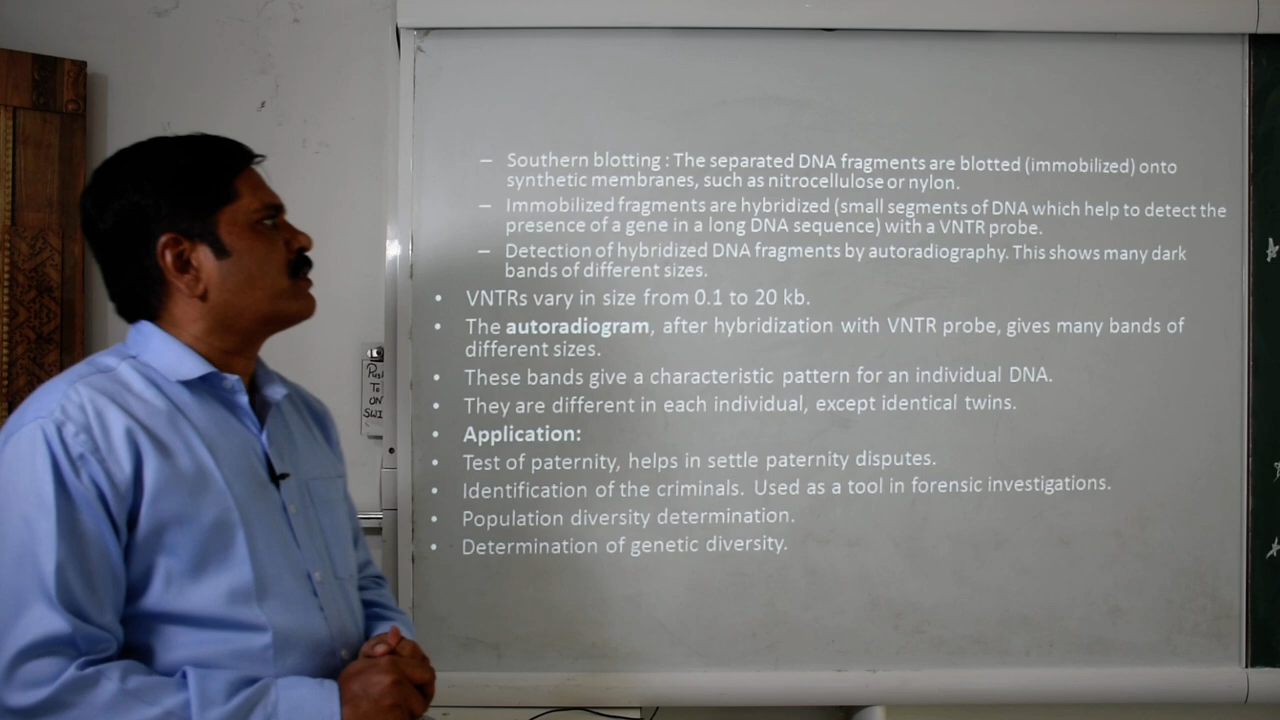 – Southern blotting : The separated DNA fragments are blotted (immobilized) onto
synthetic membranes, such as nitrocellulose or nylon.
– Immobilized fragments are hybridized (small segments of DNA which help to detect the
presence of a gene in a long DNA sequence) with a VNTR probe.
– Detection of hybridized DNA fragments by autoradiography. This shows many dark
bands of different sizes.
• VNTRs vary in size from 0.1 to 20 kb.
• The autoradiogram, after hybridization with VNTR probe, gives many bands of
different sizes.
• These bands give a characteristic pattern for an individual DNA.
• They are different in each individual, except identical twins.
• Application:
• Test of paternity, helps in settle paternity disputes.
• Identification of the criminals. Used as a tool in forensic investigations.
• Population diversity determination.
• Determination of genetic diversity.
To
ON